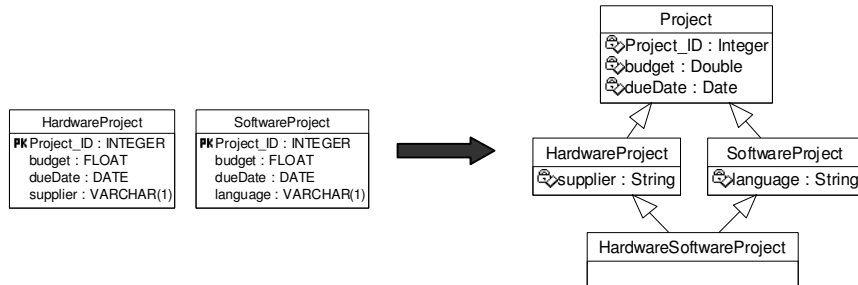 HardwareProject
PK Project_ID : INTEGER
budget : FLOAT
dueDate : DATE
supplier : VARCHAR(1)
SoftwareProject
PK Project_ID : INTEGER
budget : FLOAT
dueDate : DATE
language : VARCHAR(1)
Project
Project_ID : Integer
budget : Double
dueDate : Date
HardwareProject
supplier : String
SoftwareProject
language : String
HardwareSoftwareProject